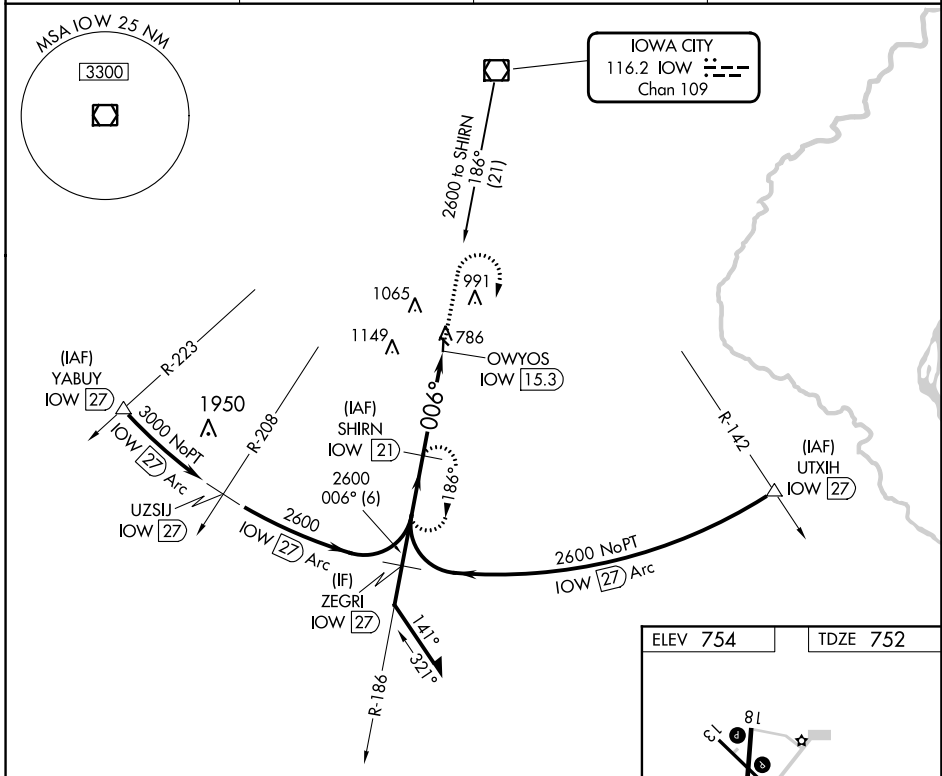 MSA IOW 25 NM
3300
IOWA CITY
116.2 IOW
Chan 109
2600 to SHIRN
186°
(21)
991
1065
1149
786
OWYOS
IOW 15.3
(IAF)
YABUY
IOW 27
R-223
3000 NoPT
IOW 27 Arc
1950
R-208
(IAF)
SHIRN
IOW 21
006°
R-142
(IAF)
UTXIH
IOW 27
2600
006° (6)
186°
UZSIJ
IOW 27
2600
IOW 27 Arc
2600 NoPT
IOW 27 Arc
(IF)
ZEGRI
IOW 27
141°
321°
R-186
ELEV 754
TDZE 752
18
13
P
P